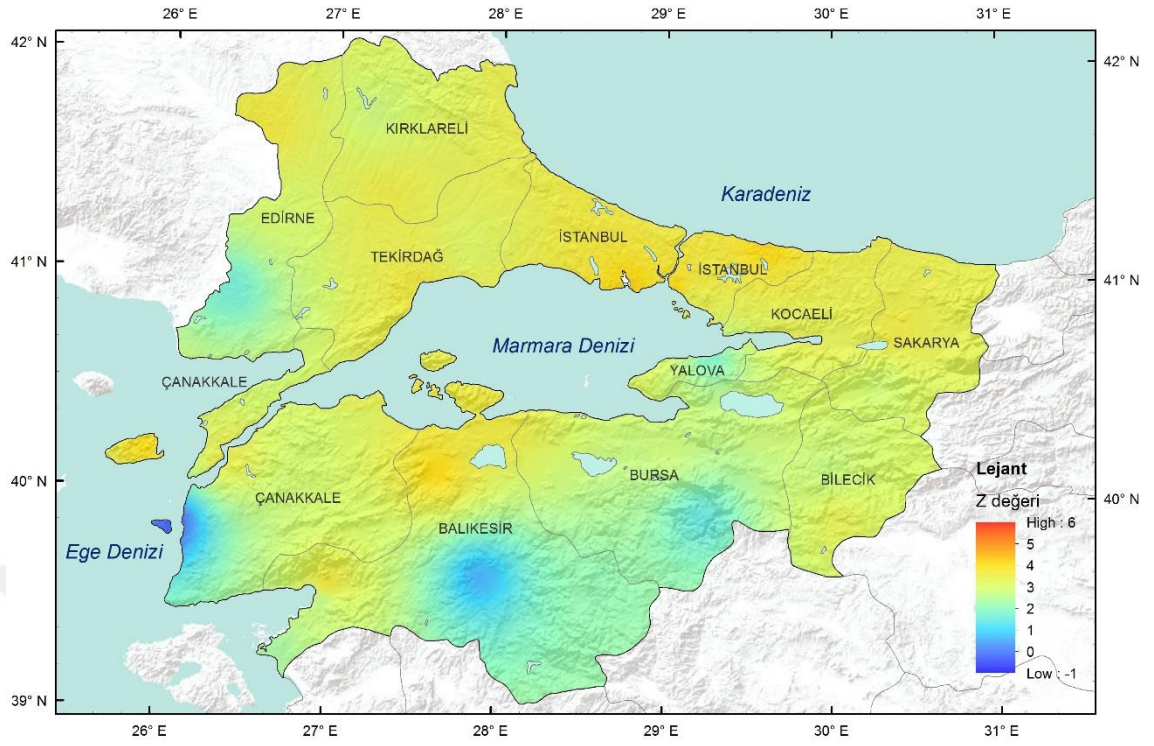 26° E 27° E 28° E 29° E 30° E 31° E
42° N
42° N
KIRKLARELİ
Karadeniz
EDİRNE
İSTANBUL
TEKİRDAĞ
41° N
İSTANBUL
41° N
KOCAELİ
Marmara Denizi
SAKARYA
YALOVA
ÇANAKKALE
40° N
BURSA
BİLECİK
ÇANAKKALE
40° N
BALIKESİR
Ege Denizi
39° N
39° N
Lejant
Z değeri
High : 6
5
4
3
2
1
0
Low : -1
26° E 27° E 28° E 29° E 30° E 31° E